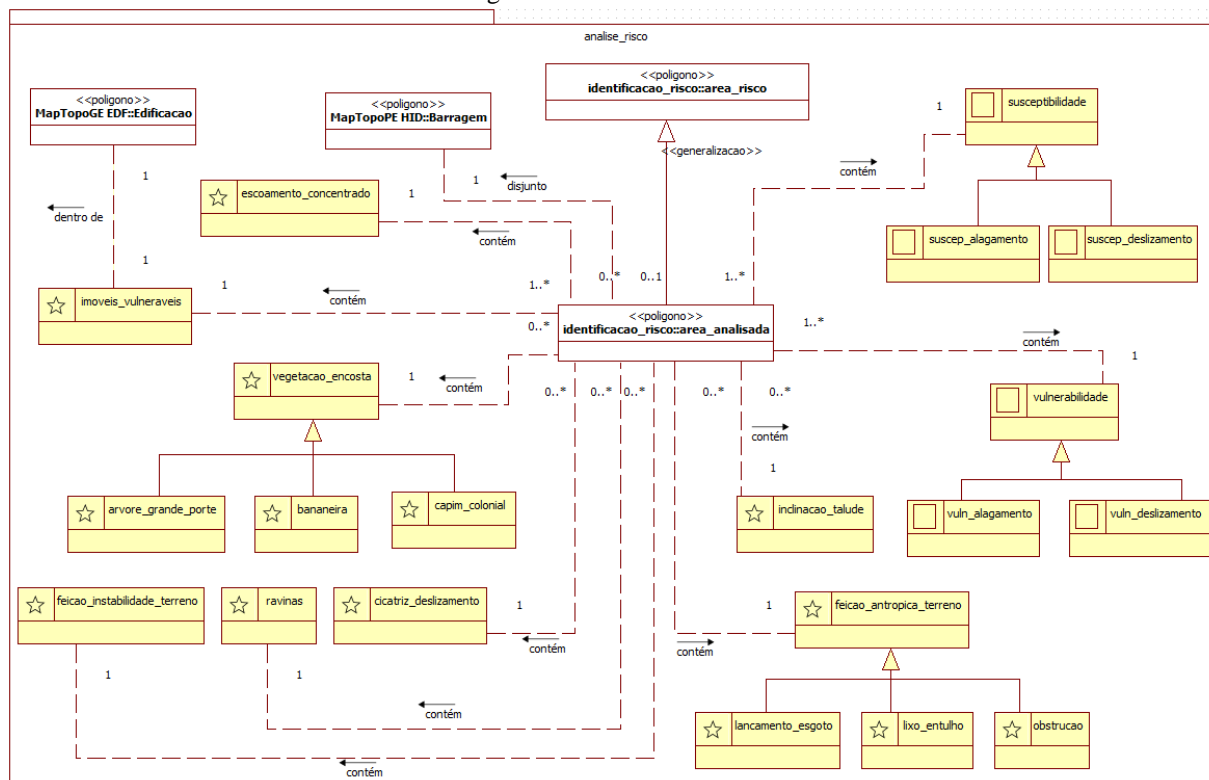 analise_risco
<<poligono>>
MapTopoGE EDF::Edificacao
<<poligono>>
MapTopoPE HID::Barragem
<<poligono>>
identificacao_risco::area_risco
susceptibilidade
1
<<generalizacao>>
contém
1
1
disjunto
1
escoamento_concentrado
1
dentro de
contém
suscep_alagamento
suscep_deslizamento
1
imoveis_vulneraveis
1
contém
1..*
0..*
0..1
1..*
0..*
<<poligono>>
identificacao_risco::area_analisada
1..*
contém
1
vegetacao_encosta
1
contém
0..*
0..*
0..*
0..*
0..*
vulnerabilidade
contém
1
arvore_grande_porte
bananeira
capim_colonial
inclinacao_talude
vuln_alagamento
vuln_deslizamento
feicao_instabilidade_terreno
ravinas
cicatriz_deslizamento
1
contém
1
feicao_antropica_terreno
contém
1
1
contém
lancamento_esgoto
lixo_entulho
obstrucao
contém